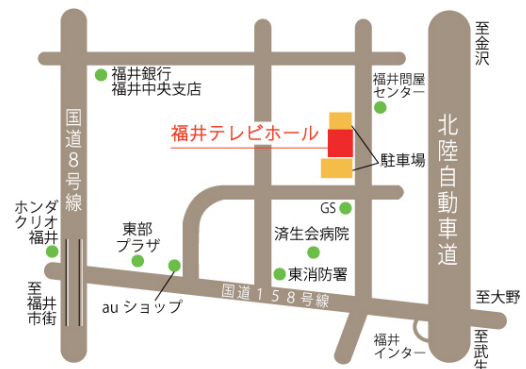 至金沢
福井銀行
福井中央支店
福井問屋
センター
国道8号線
福井テレビホール
北陸自動車道
駐車場
GS
ホンダ
クリオ
福井
東部
プラザ
済生会病院
東消防署
auショップ
国道158号線
至福井
市街
至大野
福井
インター
至武生